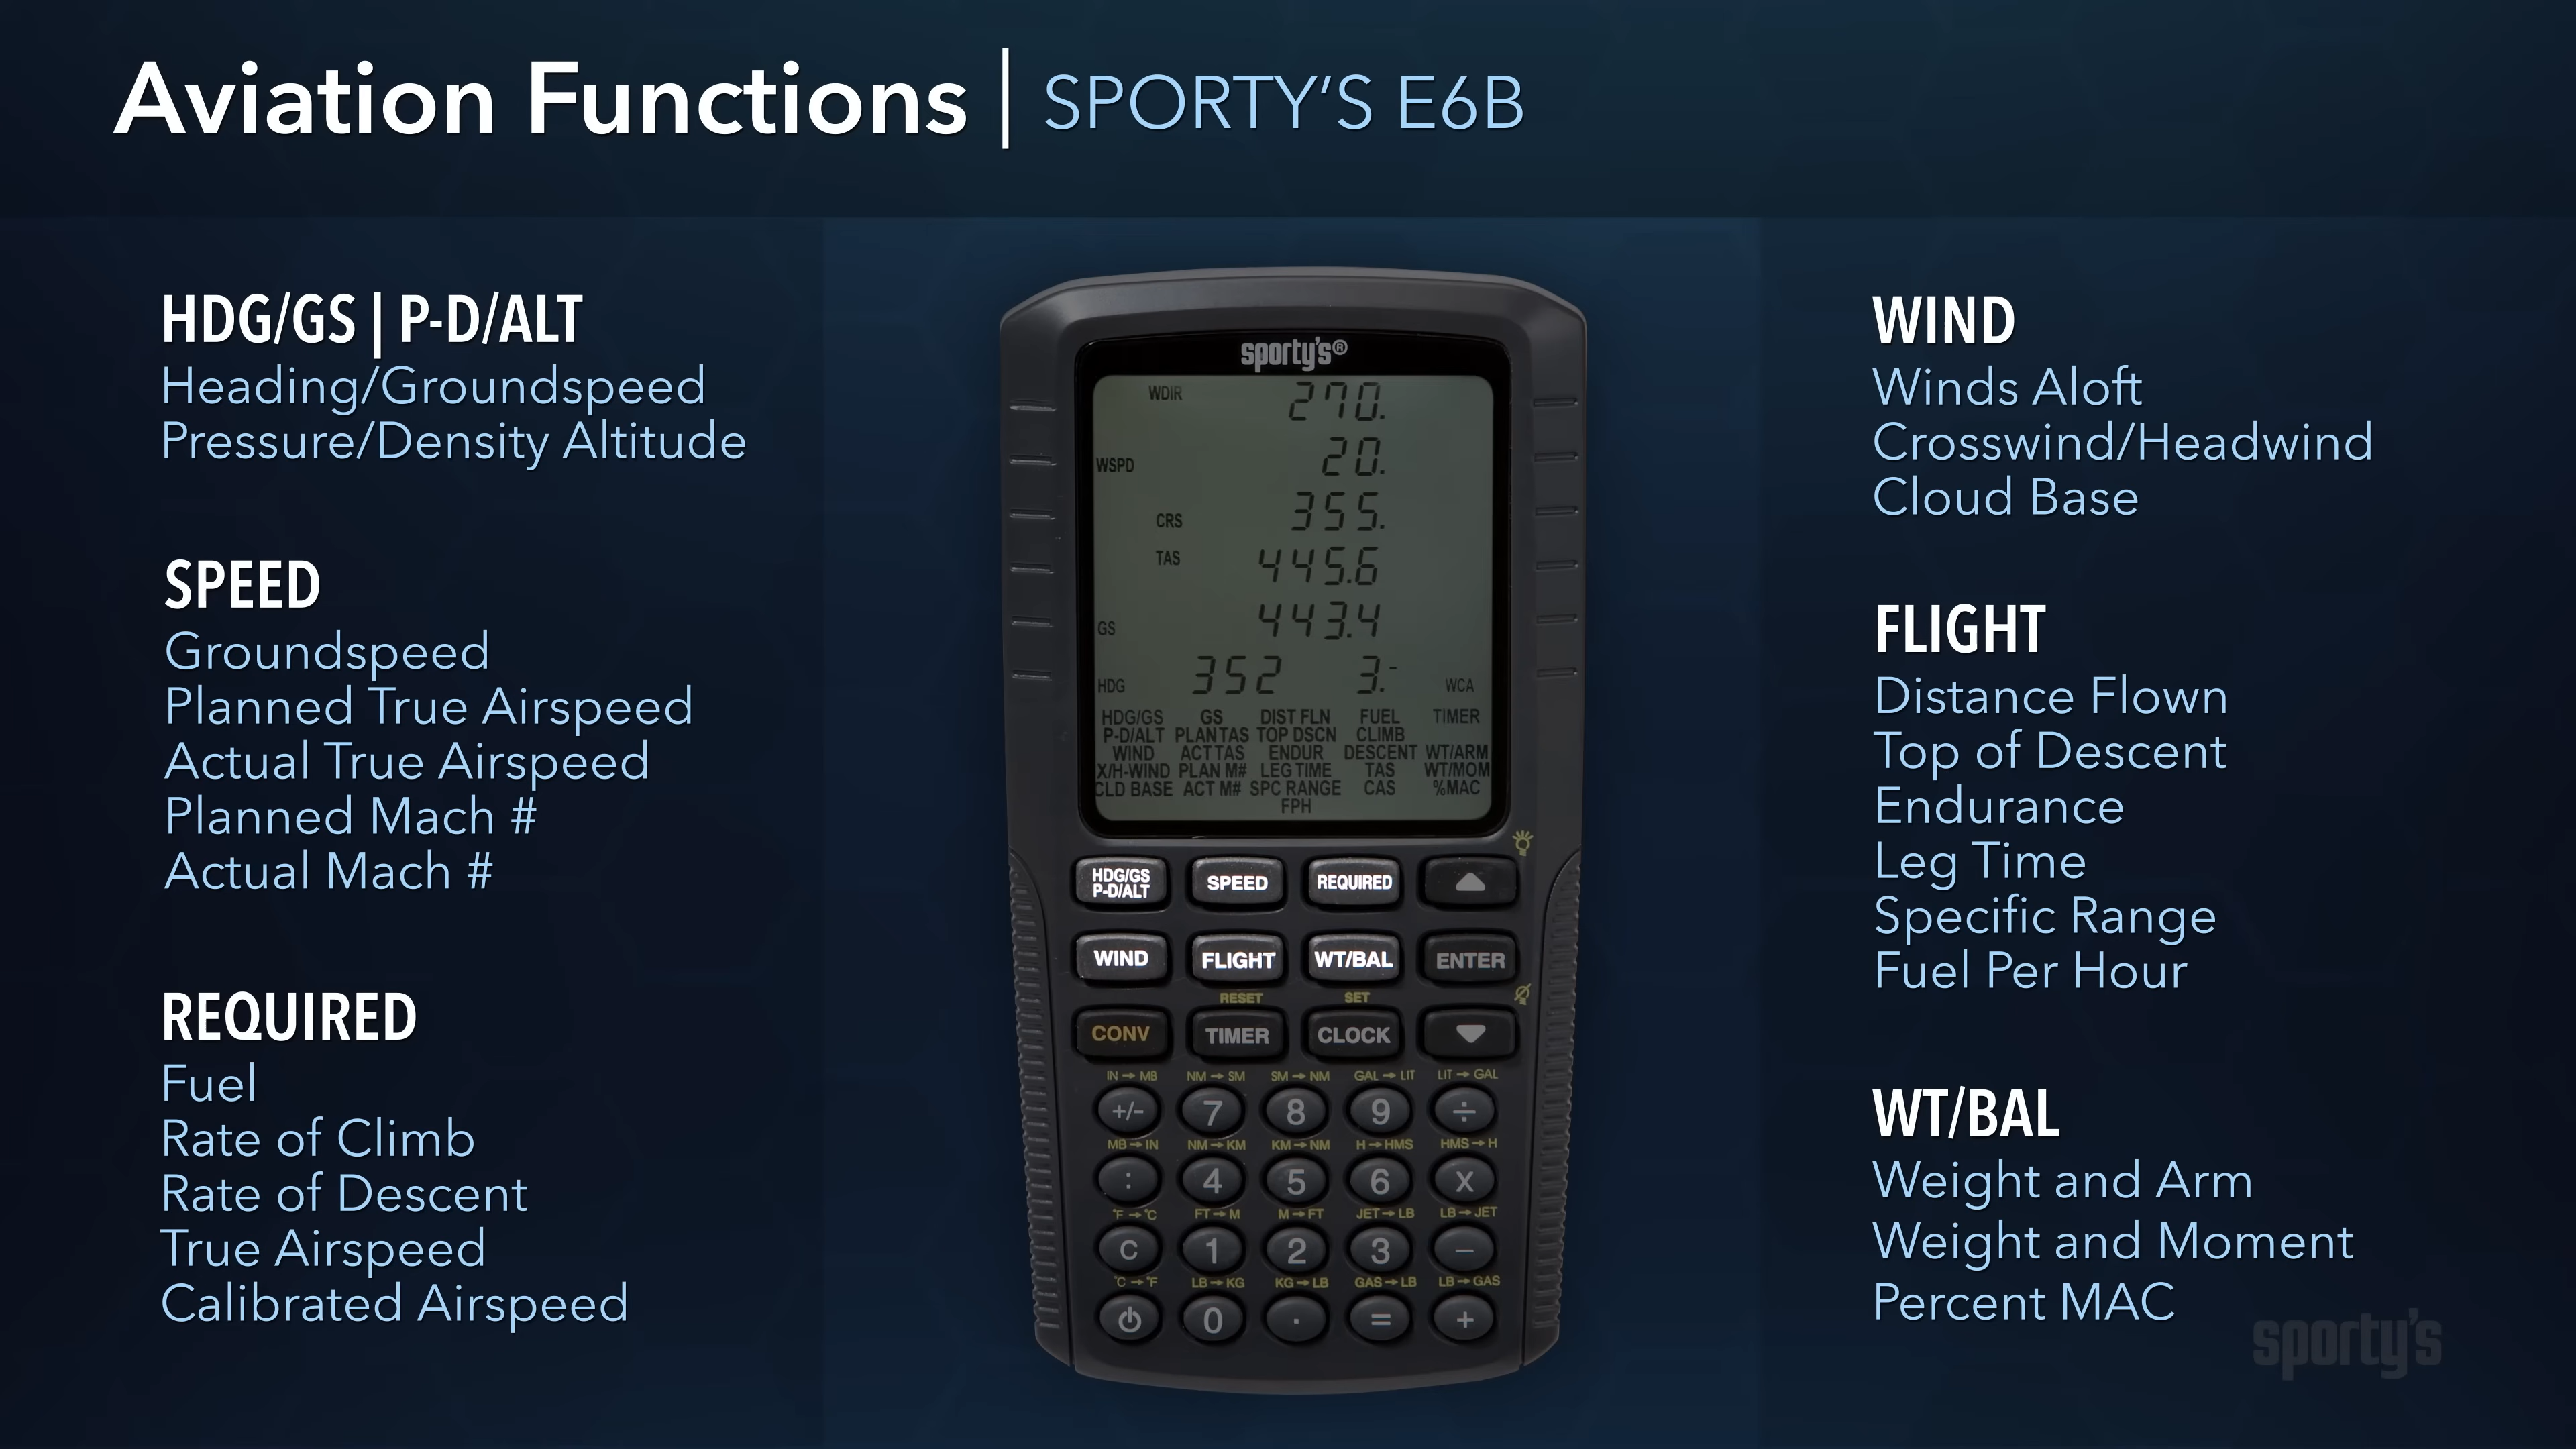 Aviation Functions | SPORTY'S E6B
HDG/GS | P-D/ALT
Heading/Groundspeed
Pressure/Density Altitude
SPEED
Groundspeed
Planned True Airspeed
Actual True Airspeed
Planned Mach #
Actual Mach #
REQUIRED
Fuel
Rate of Climb
Rate of Descent
True Airspeed
Calibrated Airspeed
sporty's®
WDIR 270.
WSPD 20.
CRS 355.
TAS 445.6
GS 443.4
HDG 352 3.- WCA
HDG/GS GS DIST FLN FUEL TIMER
P-D/ALT PLAN TAS TOP DSCN CLIMB
WIND ACT TAS ENDUR DESCENT WT/ARM
X/H-WIND PLAN M# LEG TIME TAS WT/MOM
CLD BASE ACT M# SPC RANGE CAS %MAC
FPH
HDG/GS P-D/ALT SPEED REQUIRED
WIND FLIGHT WT/BAL ENTER
RESET SET
CONV TIMER CLOCK
IN→MB NM→SM SM→NM GAL→LIT LIT→GAL
+/- 7 8 9 ÷
MB→IN NM→KM KM→NM H→HMS HMS→H
: 4 5 6 X
°F→°C FT→M M→FT JET→LB LB→JET
C 1 2 3 −
°C→°F LB→KG KG→LB GAS→LB LB→GAS
0 . = +
WIND
Winds Aloft
Crosswind/Headwind
Cloud Base
FLIGHT
Distance Flown
Top of Descent
Endurance
Leg Time
Specific Range
Fuel Per Hour
WT/BAL
Weight and Arm
Weight and Moment
Percent MAC
sporty's